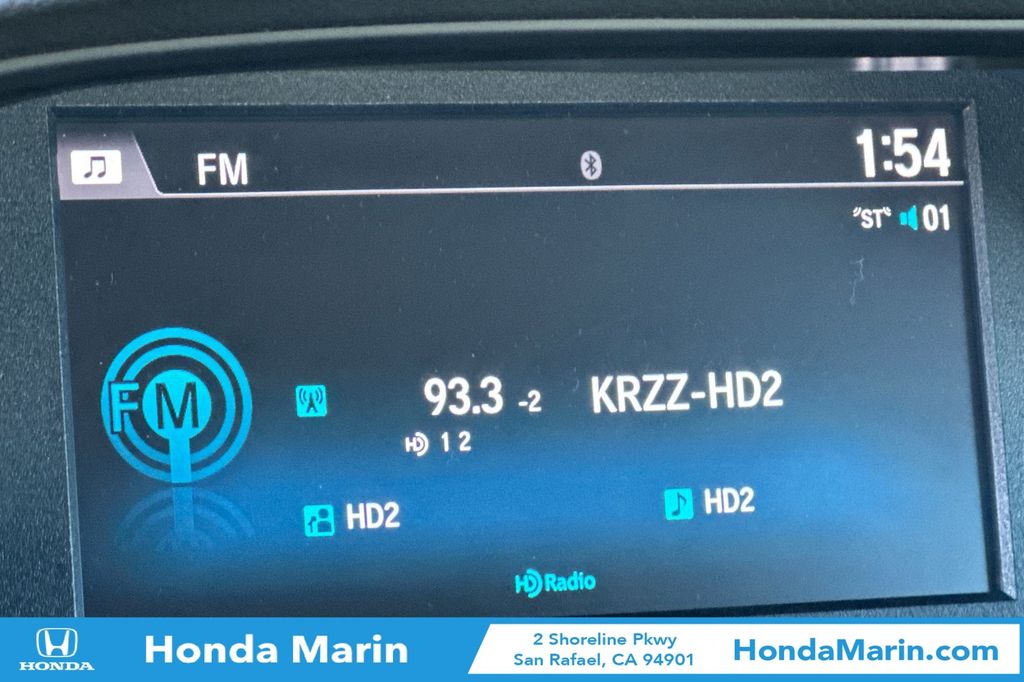 FM
1:54
"ST" 01
FM
93.3 -2 KRZZ-HD2
HD 1 2
HD2 HD2
HD Radio
HONDA
Honda Marin
2 Shoreline Pkwy
San Rafael, CA 94901
HondaMarin.com